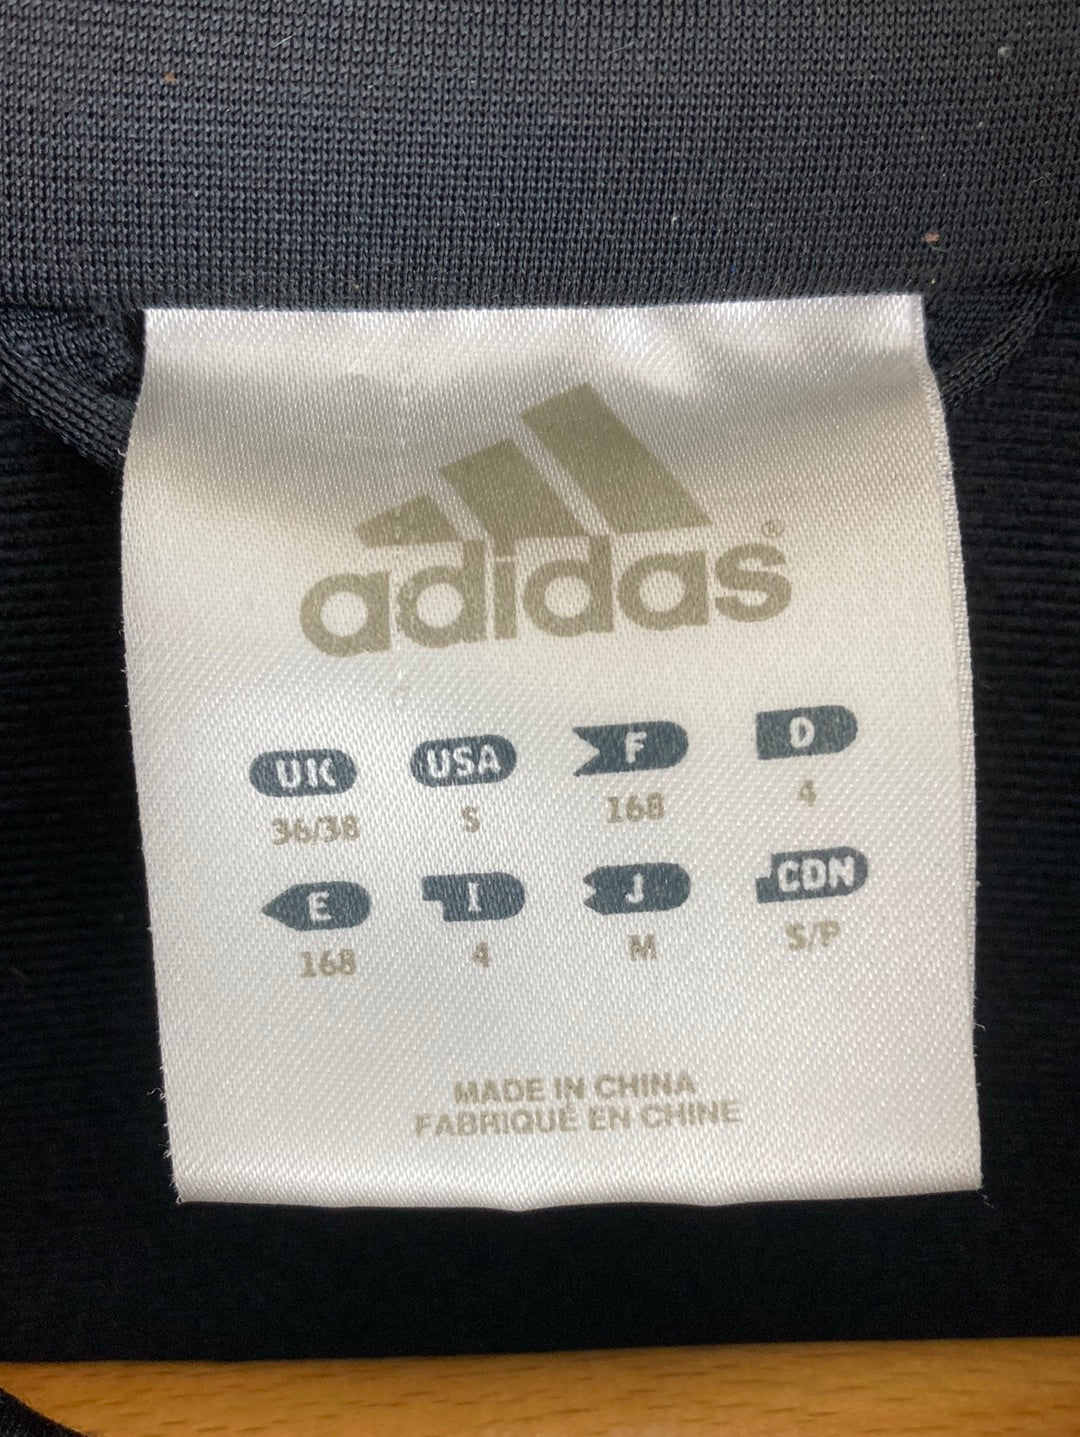 adidas®
UK USA F D
36/38 S 168 4
E I J CDN
168 4 M S/P
MADE IN CHINA
FABRIQUÉ EN CHINE